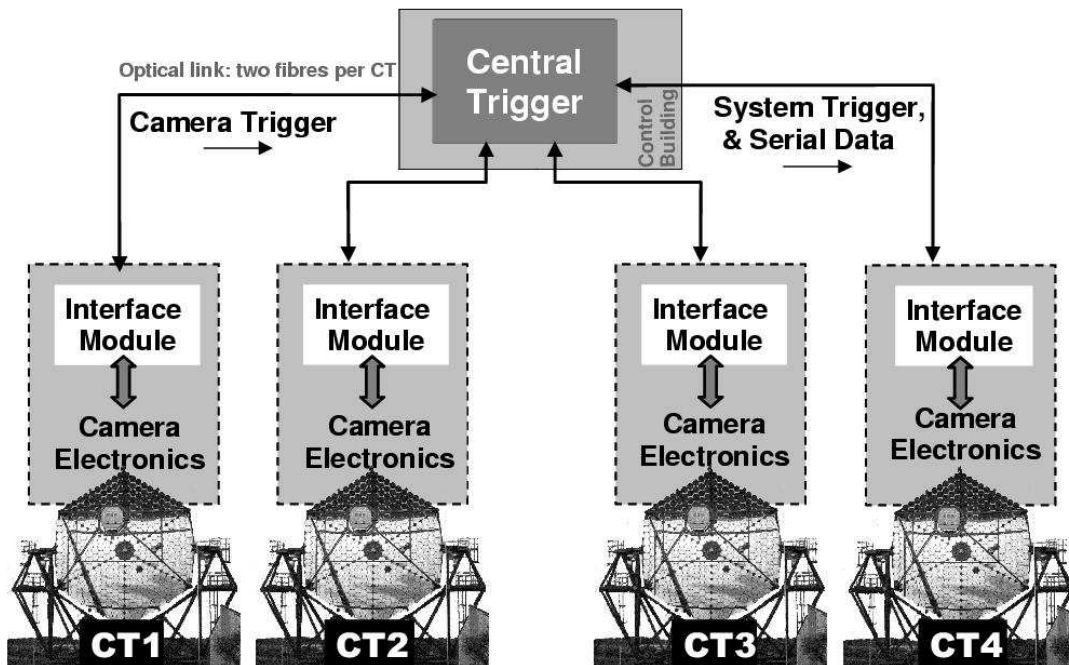 Central
Trigger
Control
Building
Optical link: two fibres per CT
Camera Trigger
System Trigger,
& Serial Data
Interface
Module
Camera
Electronics
CT1
Interface
Module
Camera
Electronics
CT2
Interface
Module
Camera
Electronics
CT3
Interface
Module
Camera
Electronics
CT4